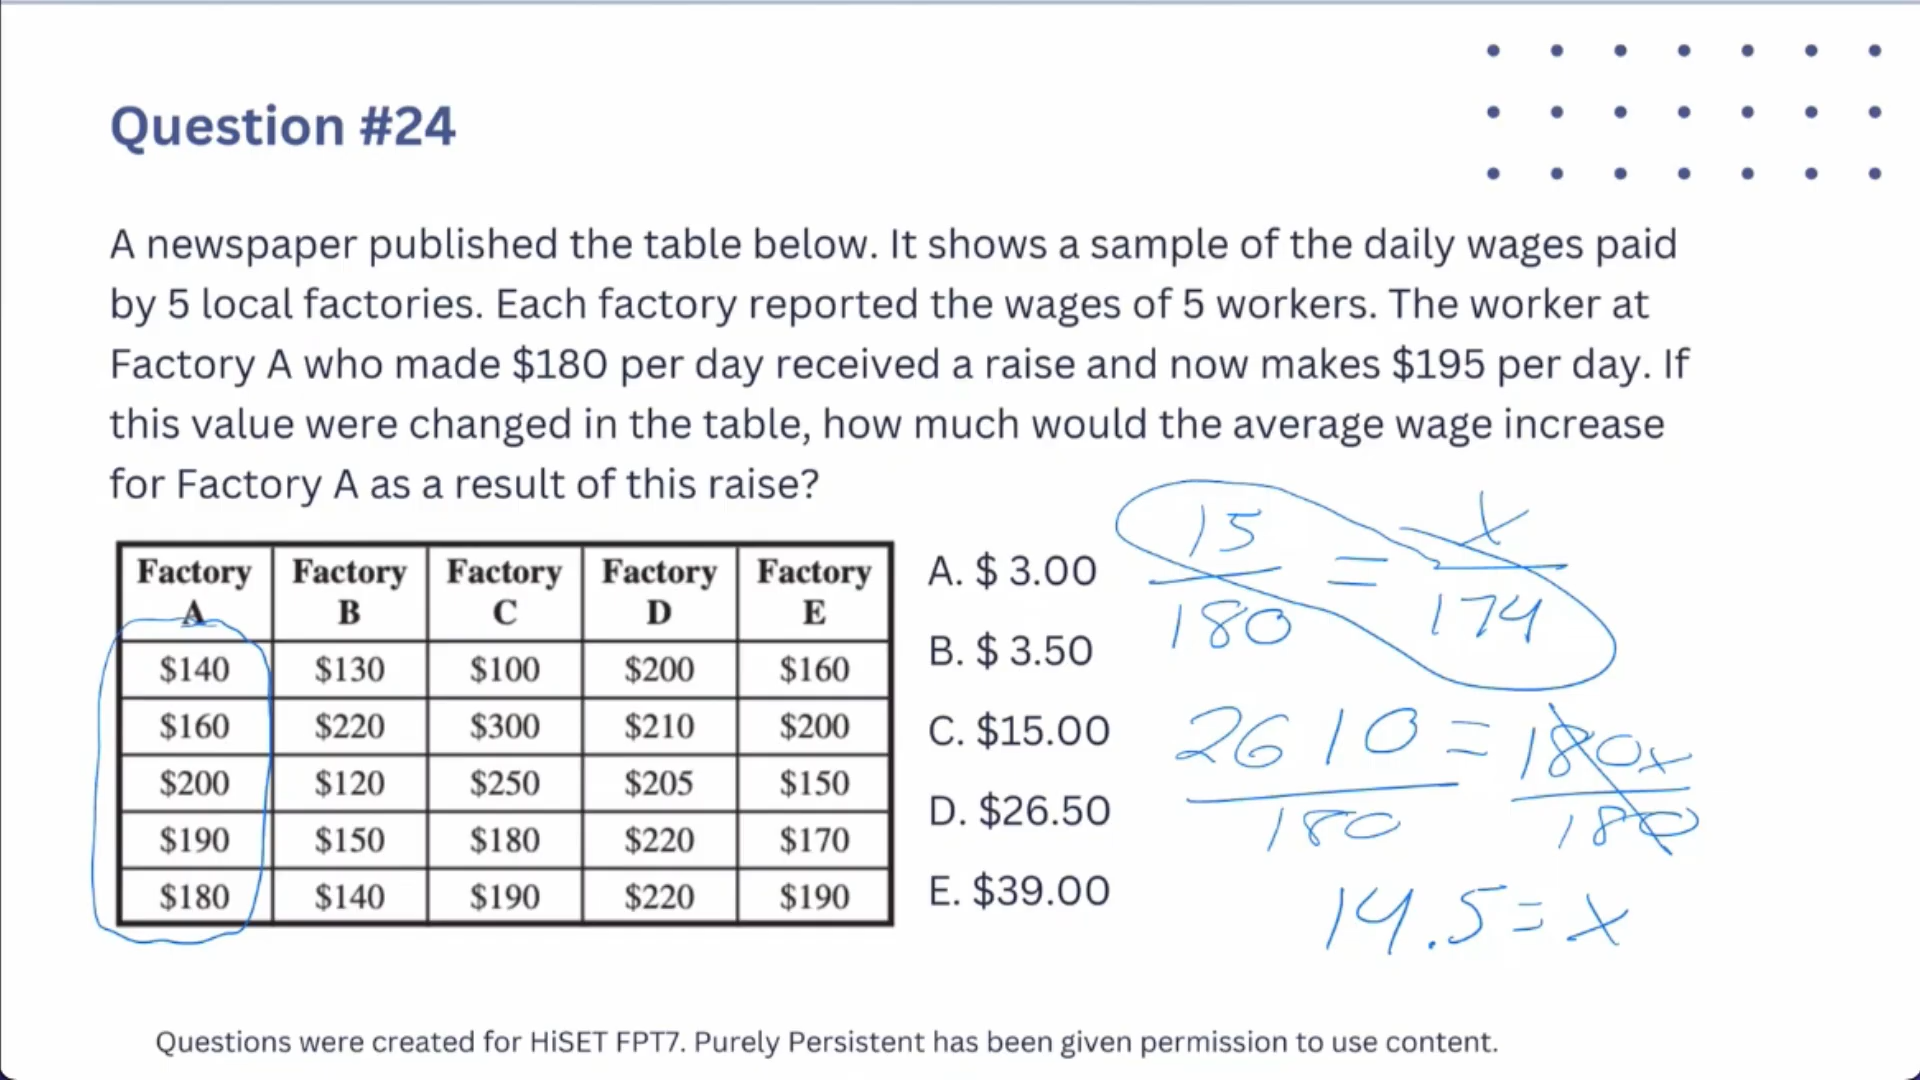 Question #24
A newspaper published the table below. It shows a sample of the daily wages paid
by 5 local factories. Each factory reported the wages of 5 workers. The worker at
Factory A who made $180 per day received a raise and now makes $195 per day. If
this value were changed in the table, how much would the average wage increase
for Factory A as a result of this raise?
Factory A Factory B Factory C Factory D Factory E
$140 $130 $100 $200 $160
$160 $220 $300 $210 $200
$200 $120 $250 $205 $150
$190 $150 $180 $220 $170
$180 $140 $190 $220 $190
A. $ 3.00
B. $ 3.50
C. $15.00
D. $26.50
E. $39.00
15 = x
180 174
2610 = 180x
180 180
14.5 = x
Questions were created for HiSET FPT7. Purely Persistent has been given permission to use content.